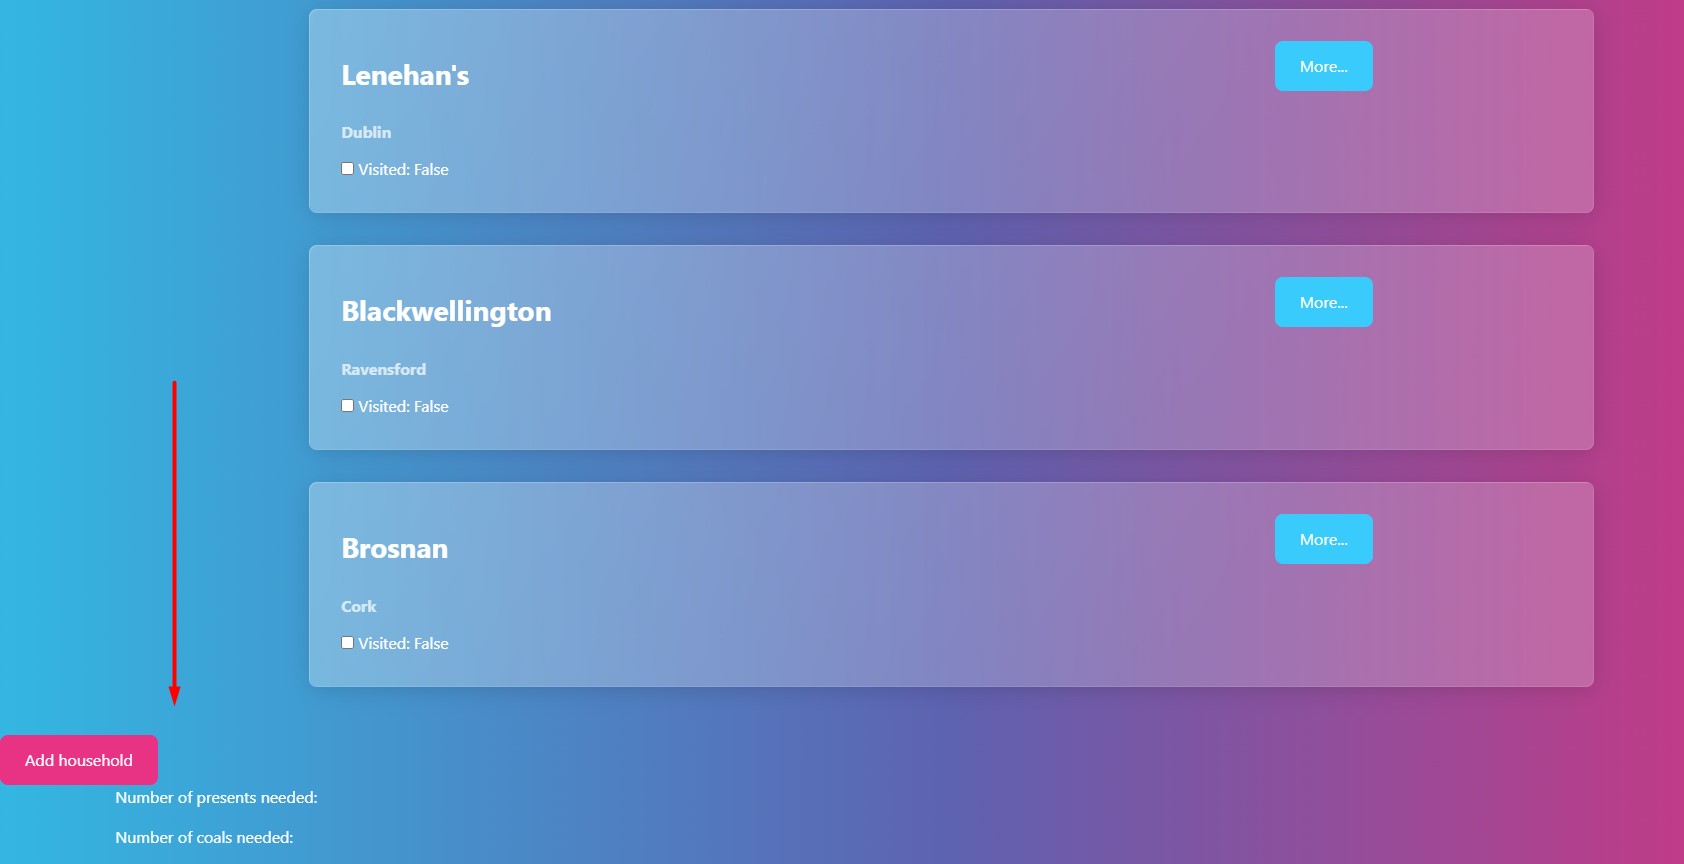 Lenehan's
More...
Dublin
Visited: False
Blackwellington
More...
Ravensford
Visited: False
Brosnan
More...
Cork
Visited: False
Add household
Number of presents needed:
Number of coals needed: